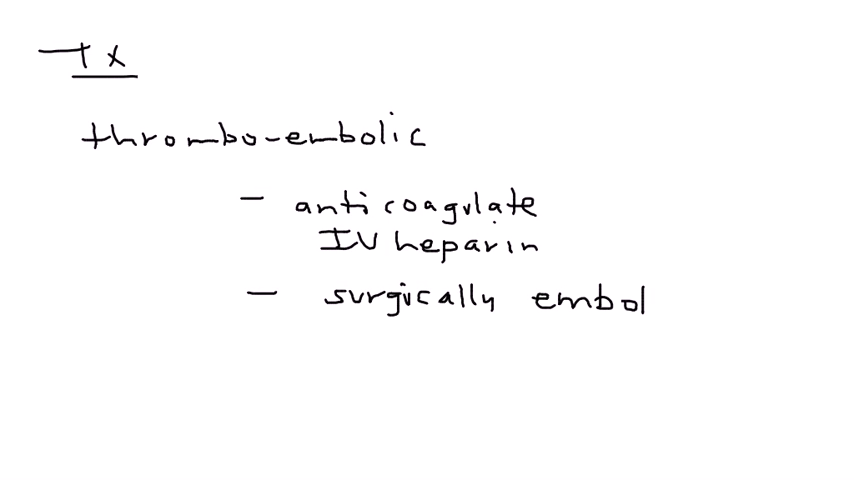 Tx
thrombo-embolic
- anticoagulate
IV heparin
- surgically embol